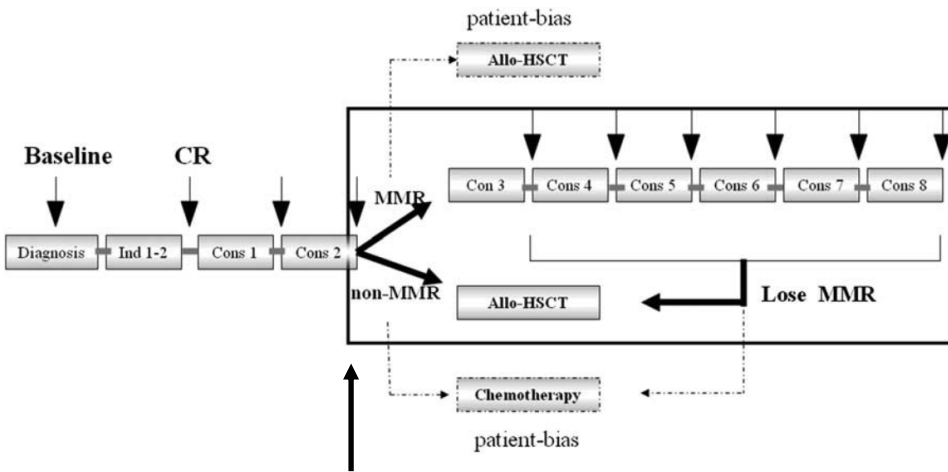 patient-bias
Allo-HSCT
Baseline
CR
MMR
Con 3
Cons 4
Cons 5
Cons 6
Cons 7
Cons 8
Diagnosis
Ind 1-2
Cons 1
Cons 2
non-MMR
Allo-HSCT
Lose MMR
Chemotherapy
patient-bias